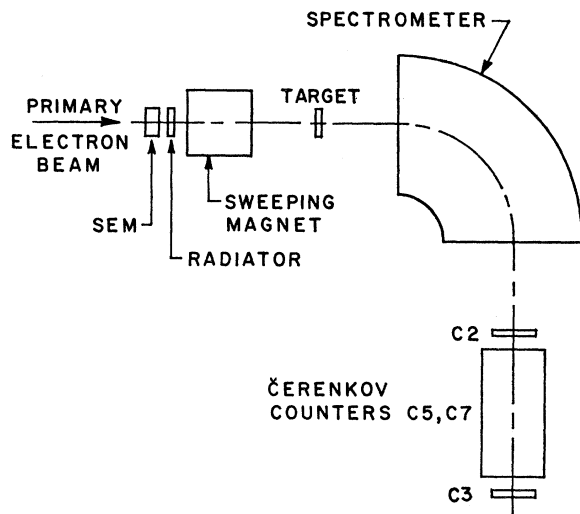 SPECTROMETER
PRIMARY
ELECTRON
BEAM
TARGET
SWEEPING
MAGNET
SEM
RADIATOR
C2
ČERENKOV
COUNTERS C5,C7
C3